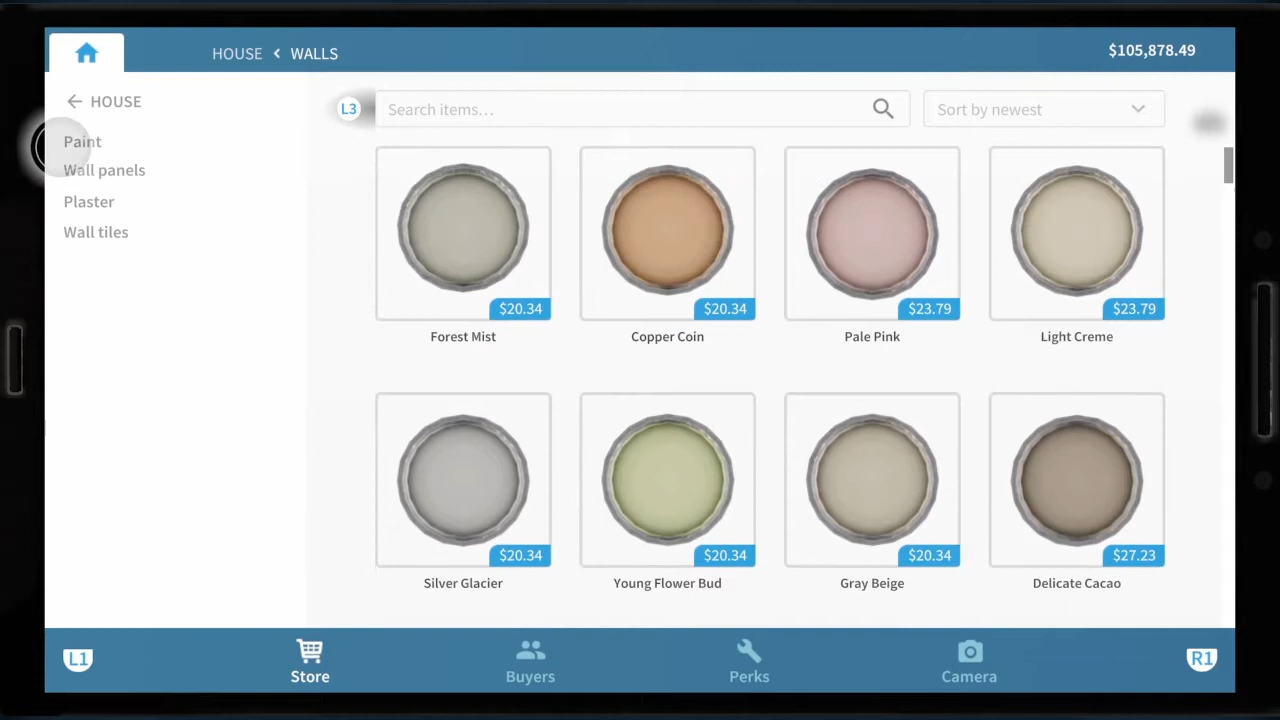 HOUSE < WALLS
$105,878.49
HOUSE
Paint
Wall panels
Plaster
Wall tiles
L3
Search items...
Sort by newest
$20.34
$20.34
$23.79
$23.79
Forest Mist
Copper Coin
Pale Pink
Light Creme
$20.34
$20.34
$20.34
$27.23
Silver Glacier
Young Flower Bud
Gray Beige
Delicate Cacao
L1
Store
Buyers
Perks
Camera
R1